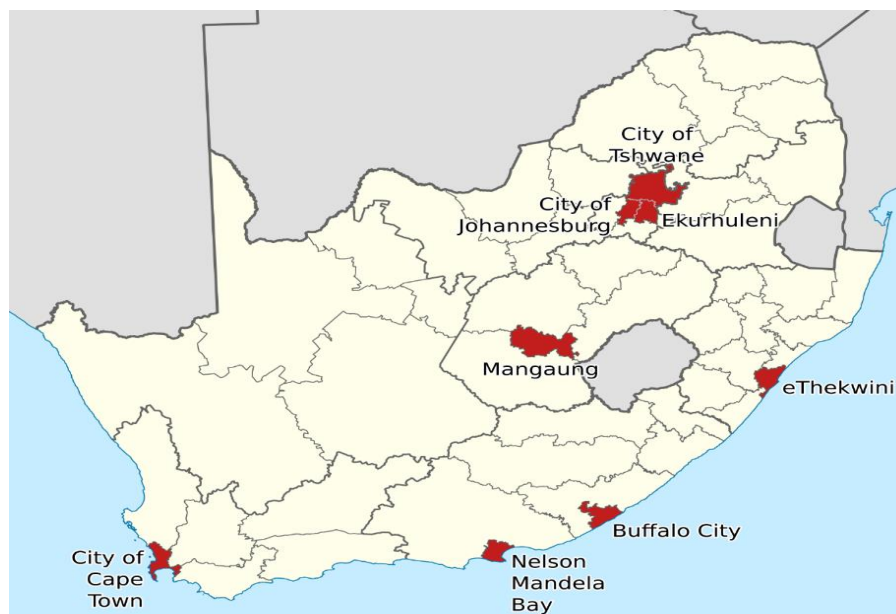 City of
Tshwane
City of
Johannesburg
Ekurhuleni
Mangaung
eThekwini
Buffalo City
City of
Cape
Town
Nelson
Mandela
Bay